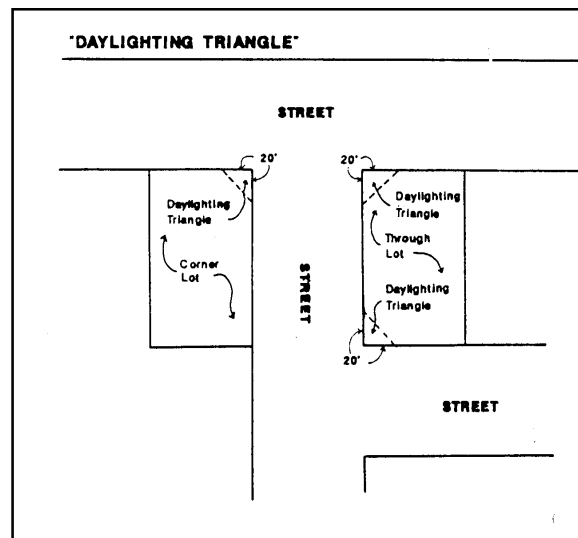 "DAYLIGHTING TRIANGLE"
STREET
20'
20'
Daylighting
Triangle
Daylighting
Triangle
Through
Lot
Corner
Lot
STREET
Daylighting
Triangle
20'
STREET